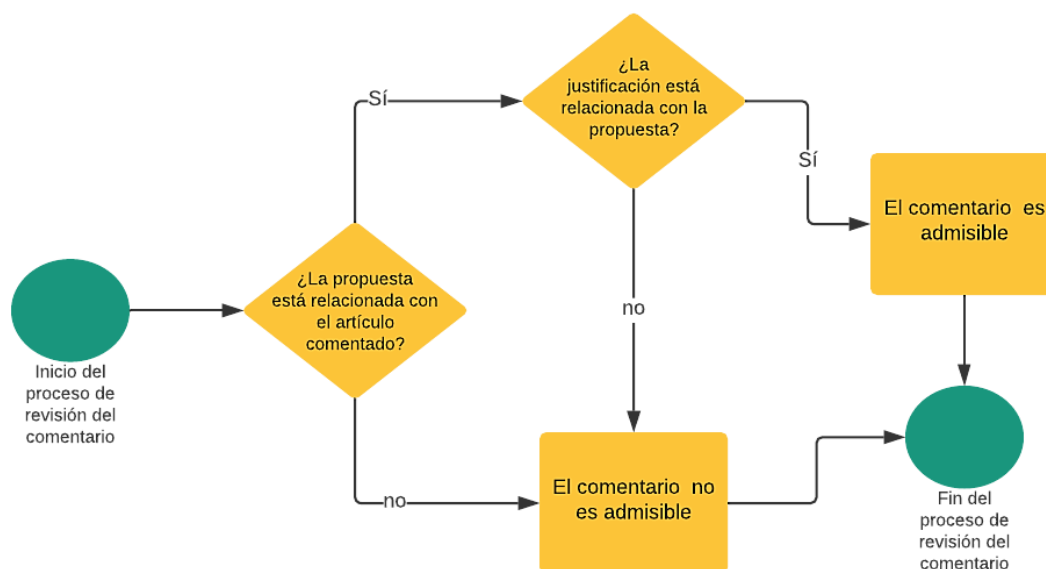 ¿La
justificación está
relacionada con la
propuesta?
Sí
Sí
El comentario es
admisible
¿La propuesta
está relacionada con
el artículo
comentado?
no
Inicio del
proceso de
revisión del
comentario
El comentario no
es admisible
no
Fin del
proceso de
revisión del
comentario